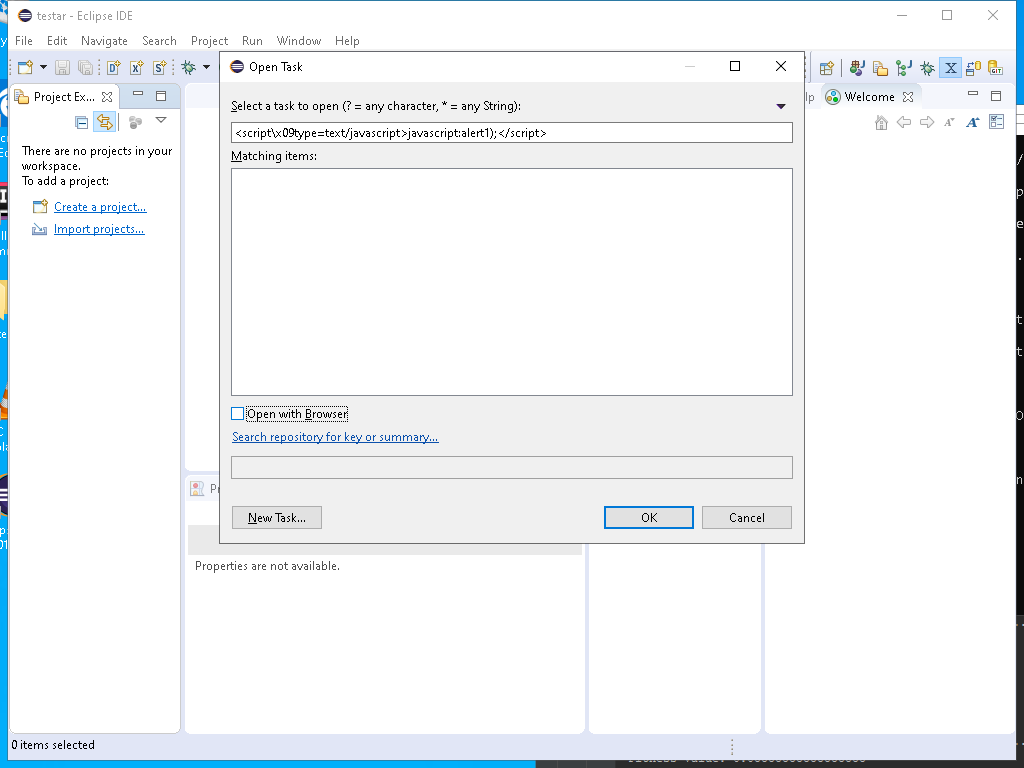 testar - Eclipse IDE
File Edit Navigate Search Project Run Window Help
Open Task
Project Ex...
Welcome
Select a task to open (? = any character, * = any String):
<script\x09type=text/javascript>javascript:alert1);</script>
Matching items:
There are no projects in your
workspace.
To add a project:
Create a project...
Import projects...
Open with Browser
Search repository for key or summary...
New Task... OK Cancel
Properties are not available.
0 items selected